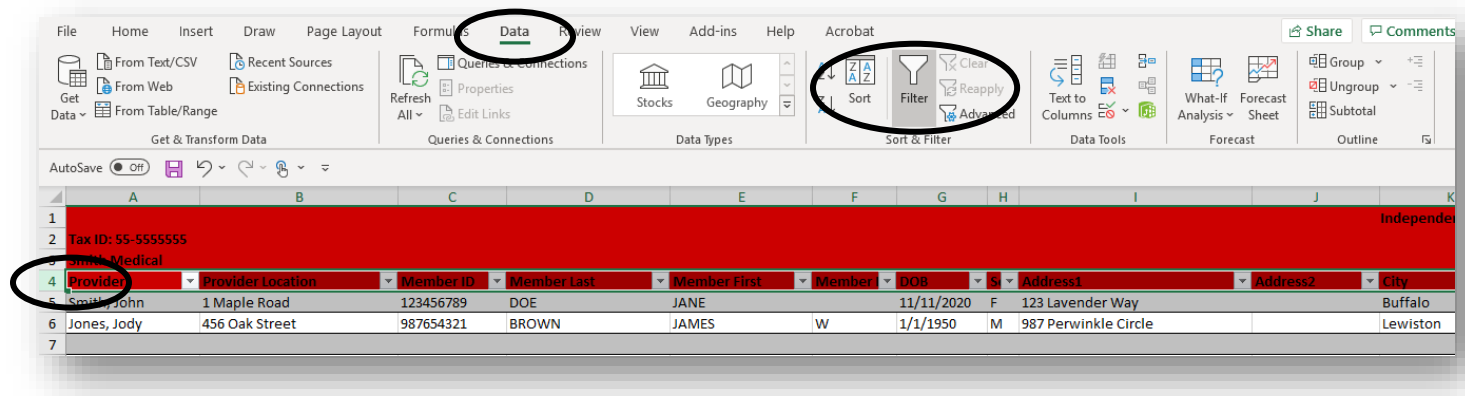 File Home Insert Draw Page Layout Formulas Data Review View Add-ins Help Acrobat Share Comments
Get Data
From Text/CSV
From Web
From Table/Range
Recent Sources
Existing Connections
Get & Transform Data
Refresh All
Queries & Connections
Properties
Edit Links
Queries & Connections
Stocks Geography
Data Types
Sort Filter
Clear
Reapply
Advanced
Sort & Filter
Text to Columns
Data Tools
What-If Analysis
Forecast Sheet
Forecast
Group
Ungroup
Subtotal
Outline
AutoSave Off
A B C D E F G H I J K
1 Independe
2 Tax ID: 55-5555555
3 Smith Medical
4 Provider Provider Location Member ID Member Last Member First Member DOB Address1 Address2 City
5 Smith, John 1 Maple Road 123456789 DOE JANE 11/11/2020 F 123 Lavender Way Buffalo
6 Jones, Jody 456 Oak Street 987654321 BROWN JAMES W 1/1/1950 M 987 Perwinkle Circle Lewiston
7